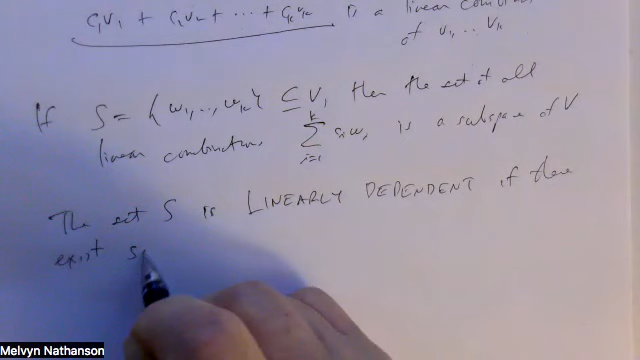 c₁v₁ + c₂v₂ + ... + cₖvₖ is a linear
of v₁, ... vₖ
If S = {w₁, ..., wₖ} ⊆ V, then the set of all
linear combinations ∑ᵢ₌₁ᵏ sᵢwᵢ is a subspace of V
The set S is LINEARLY DEPENDENT if there
exist s
Melvyn Nathanson